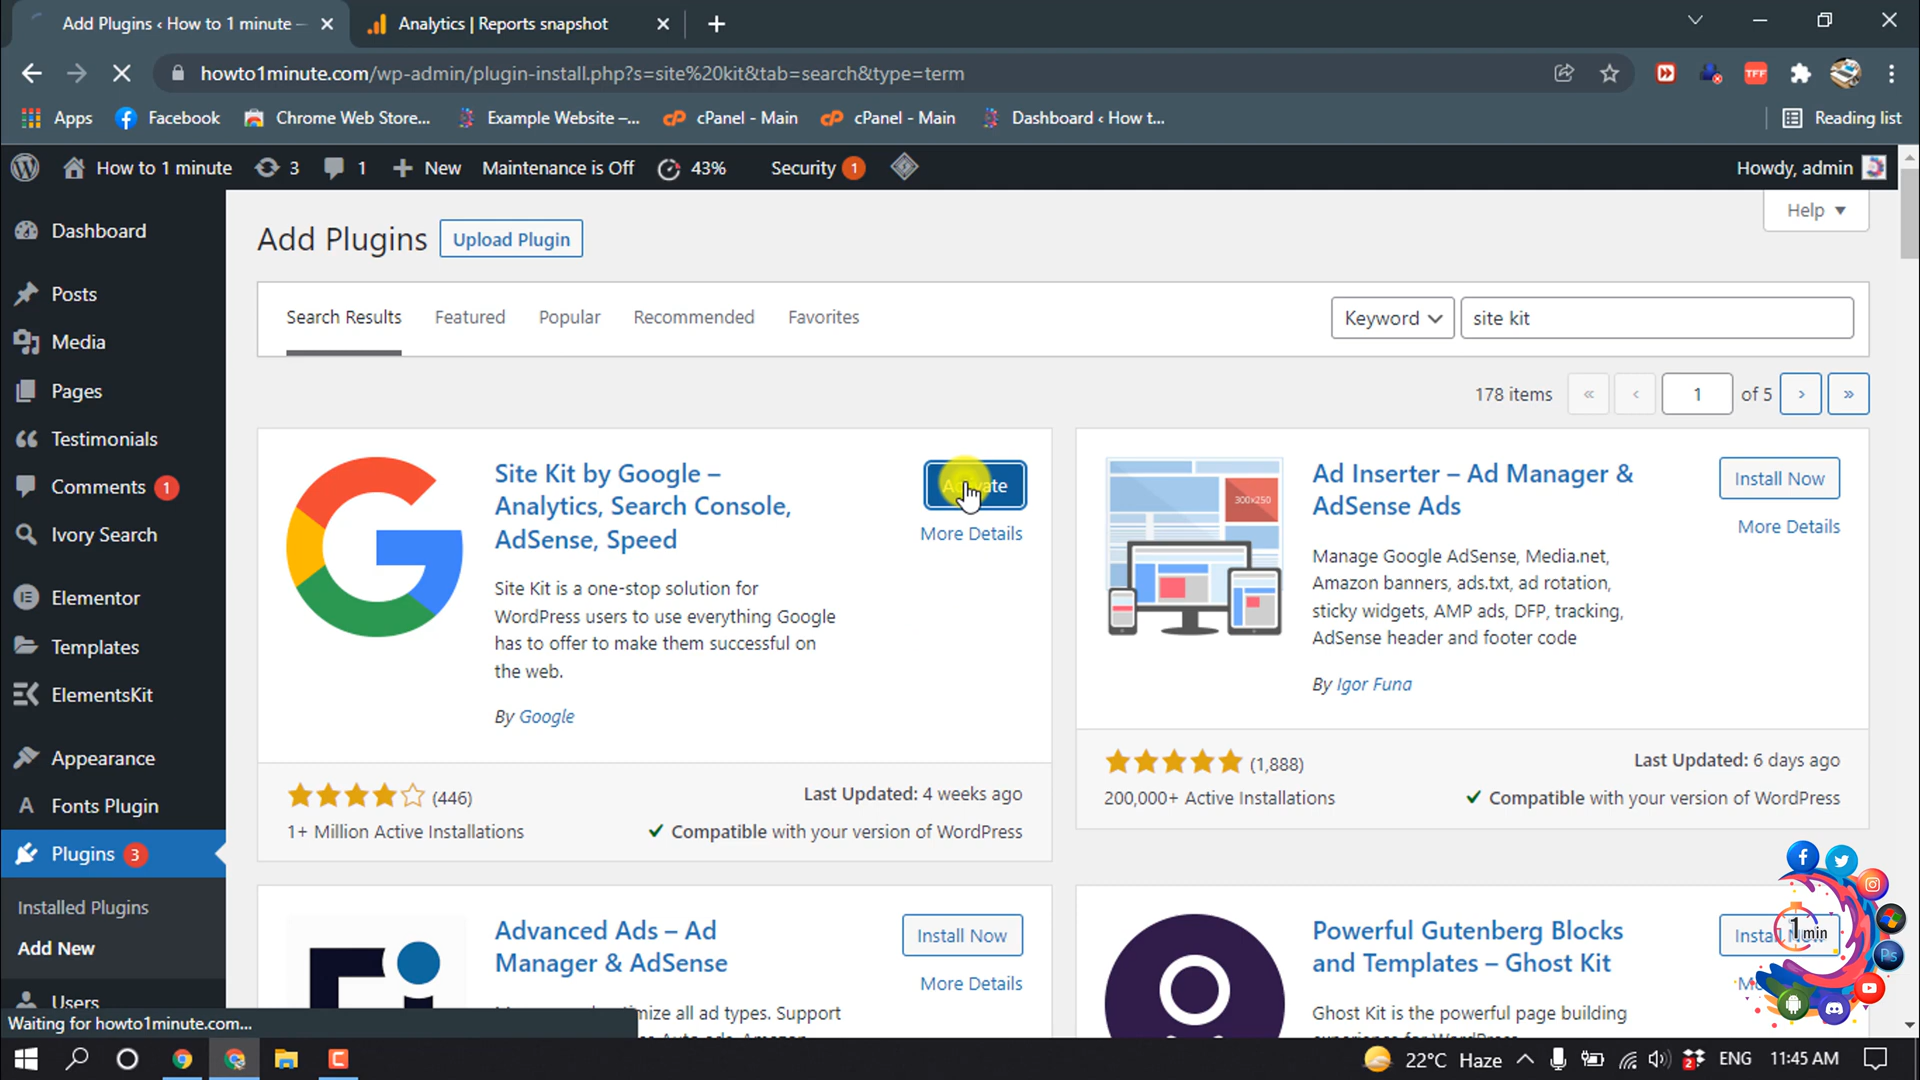 Add Plugins ‹ How to 1 minute –
Analytics | Reports snapshot
howto1minute.com/wp-admin/plugin-install.php?s=site%20kit&tab=search&type=term
TFF
Apps
Facebook
Chrome Web Store...
Example Website –...
cPanel - Main
cPanel - Main
Dashboard ‹ How t...
Reading list
How to 1 minute
3
1
New
Maintenance is Off
43%
Security 1
Howdy, admin
Help
Dashboard
Posts
Media
Pages
Testimonials
Comments 1
Ivory Search
Elementor
Templates
ElementsKit
Appearance
Fonts Plugin
Plugins 3
Installed Plugins
Add New
Users
Add Plugins
Upload Plugin
Search Results
Featured
Popular
Recommended
Favorites
Keyword
site kit
178 items
«
‹
1
of 5
›
»
Site Kit by Google –
Analytics, Search Console,
AdSense, Speed
Activate
More Details
Site Kit is a one-stop solution for
WordPress users to use everything Google
has to offer to make them successful on
the web.
By Google
(446)
1+ Million Active Installations
Last Updated: 4 weeks ago
Compatible with your version of WordPress
300x250
Ad Inserter – Ad Manager &
AdSense Ads
Install Now
More Details
Manage Google AdSense, Media.net,
Amazon banners, ads.txt, ad rotation,
sticky widgets, AMP ads, DFP, tracking,
AdSense header and footer code
By Igor Funa
(1,888)
200,000+ Active Installations
Last Updated: 6 days ago
Compatible with your version of WordPress
Advanced Ads – Ad
Manager & AdSense
Install Now
More Details
all ad types. Support
Powerful Gutenberg Blocks
and Templates – Ghost Kit
Ghost Kit is the powerful page building
1 min
Ps
Waiting for howto1minute.com...
22°C Haze
2
ENG
11:45 AM